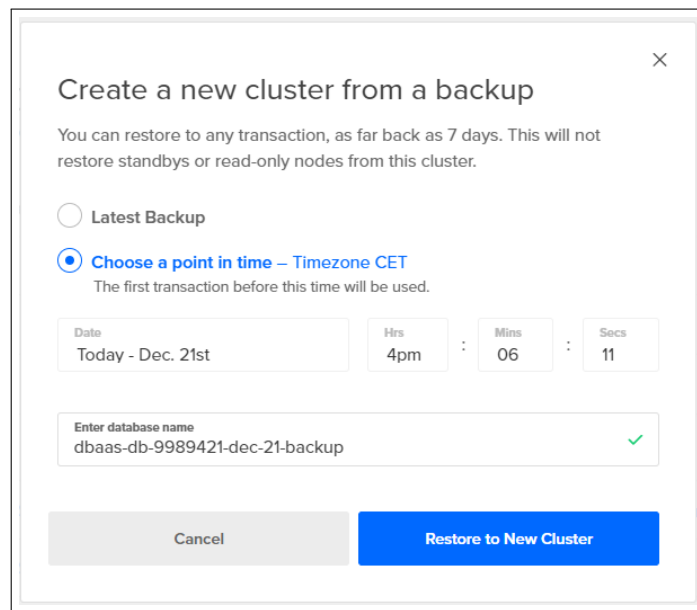 Create a new cluster from a backup
You can restore to any transaction, as far back as 7 days. This will not
restore standbys or read-only nodes from this cluster.
Latest Backup
Choose a point in time – Timezone CET
The first transaction before this time will be used.
Date Hrs Mins Secs
Today - Dec. 21st 4pm : 06 : 11
Enter database name
dbaas-db-9989421-dec-21-backup
Cancel Restore to New Cluster